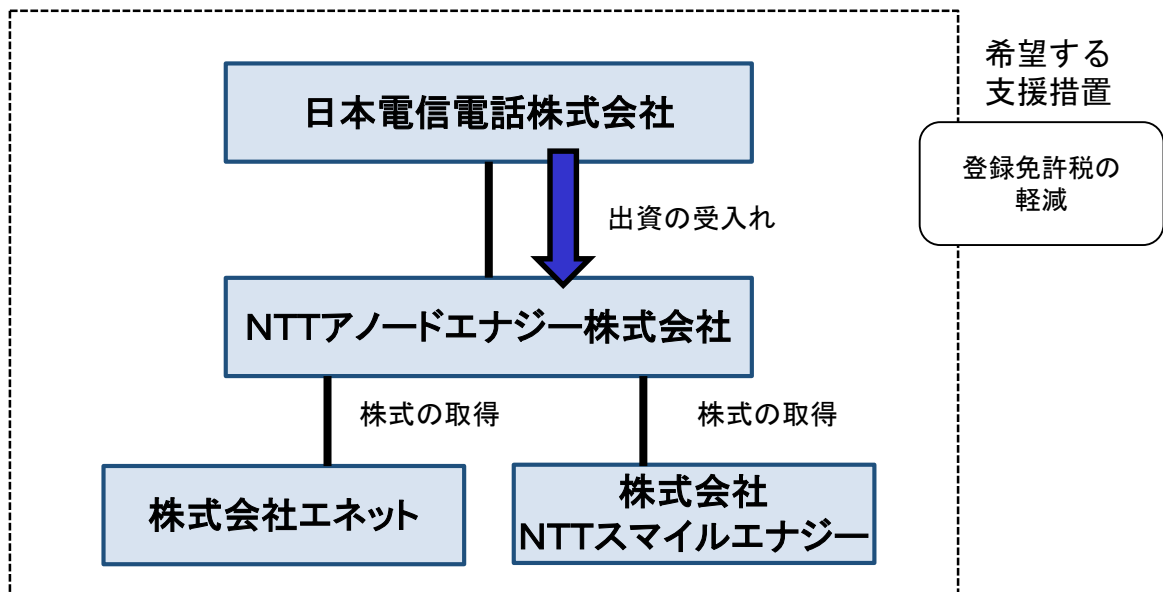 希望する
支援措置
日本電信電話株式会社
登録免許税の
軽減
出資の受入れ
NTTアノードエナジー株式会社
株式の取得
株式の取得
株式会社エネット
株式会社
NTTスマイルエナジー